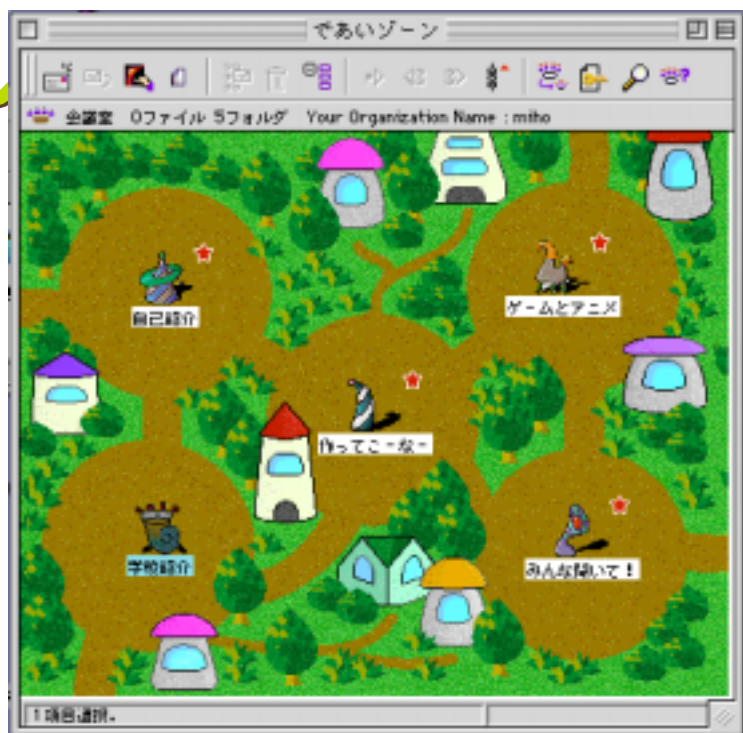 であいゾーン
会議室 0ファイル 5フォルダ Your Organization Name : miho
自己紹介
ゲームとアニメ
作ってこーなー
学校紹介
みんな聞いて！
1項目選択。